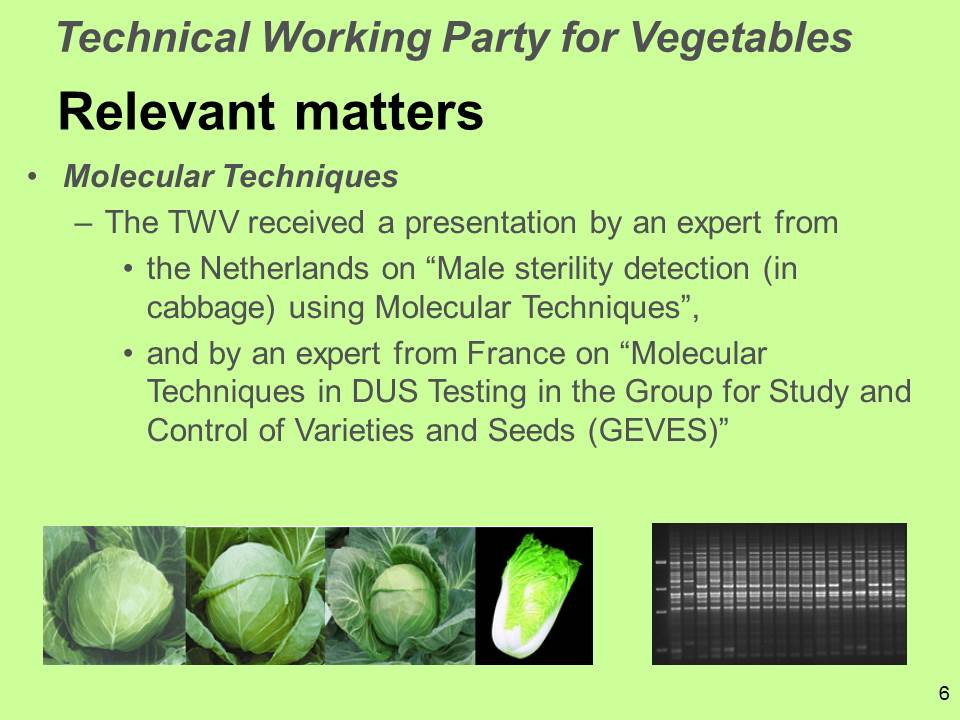 Technical Working Party for Vegetables
Relevant matters
• Molecular Techniques
– The TWV received a presentation by an expert from
• the Netherlands on “Male sterility detection (in
cabbage) using Molecular Techniques”,
• and by an expert from France on “Molecular
Techniques in DUS Testing in the Group for Study and
Control of Varieties and Seeds (GEVES)”
6